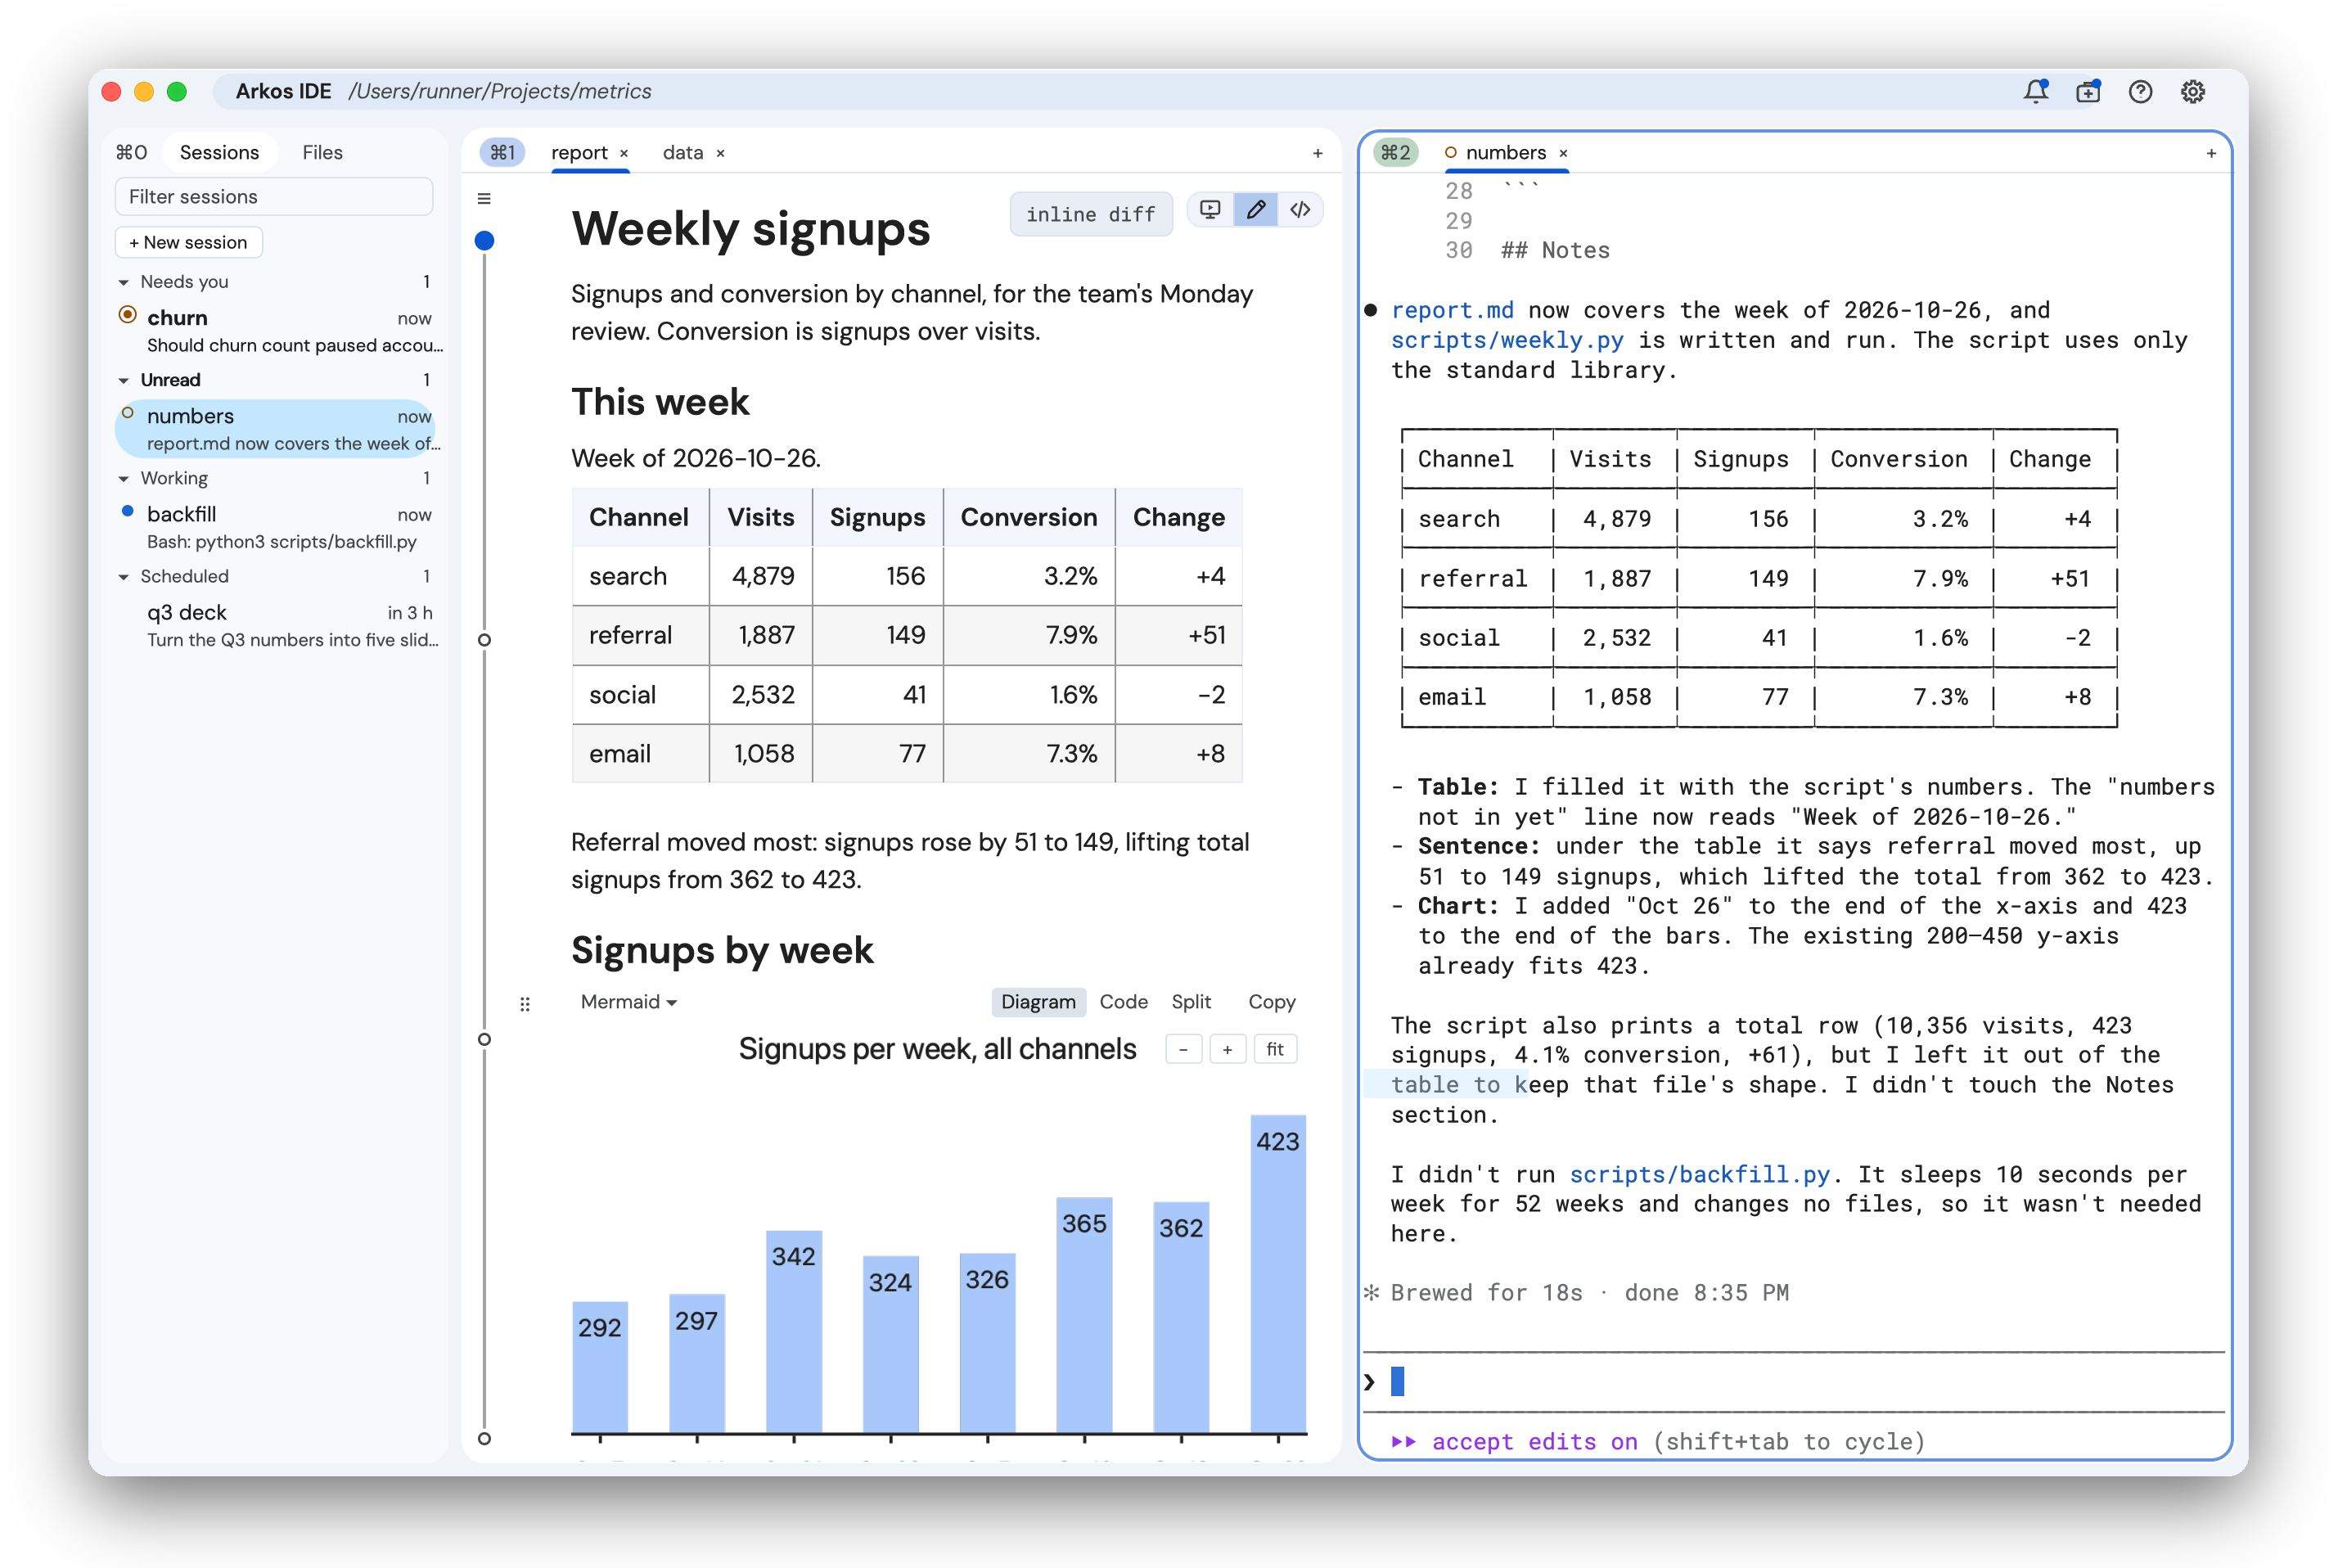 Arkos IDE /Users/runner/Projects/metrics
⌘0 Sessions Files
Filter sessions
+ New session
Needs you 1
churn now
Should churn count paused accou...
Unread 1
numbers now
report.md now covers the week of...
Working 1
backfill now
Bash: python3 scripts/backfill.py
Scheduled 1
q3 deck in 3 h
Turn the Q3 numbers into five slid...
⌘1 report × data × +
inline diff
Weekly signups
Signups and conversion by channel, for the team's Monday
review. Conversion is signups over visits.
This week
Week of 2026-10-26.
Channel Visits Signups Conversion Change
search 4,879 156 3.2% +4
referral 1,887 149 7.9% +51
social 2,532 41 1.6% -2
email 1,058 77 7.3% +8
Referral moved most: signups rose by 51 to 149, lifting total
signups from 362 to 423.
Signups by week
Mermaid Diagram Code Split Copy
Signups per week, all channels - + fit
292 297 342 324 326 365 362 423
⌘2 numbers × +
28 ```
29
30 ## Notes
report.md now covers the week of 2026-10-26, and
scripts/weekly.py is written and run. The script uses only
the standard library.
Channel Visits Signups Conversion Change
search 4,879 156 3.2% +4
referral 1,887 149 7.9% +51
social 2,532 41 1.6% -2
email 1,058 77 7.3% +8
- Table: I filled it with the script's numbers. The "numbers
not in yet" line now reads "Week of 2026-10-26."
- Sentence: under the table it says referral moved most, up
51 to 149 signups, which lifted the total from 362 to 423.
- Chart: I added "Oct 26" to the end of the x-axis and 423
to the end of the bars. The existing 200–450 y-axis
already fits 423.
The script also prints a total row (10,356 visits, 423
signups, 4.1% conversion, +61), but I left it out of the
table to keep that file's shape. I didn't touch the Notes
section.
I didn't run scripts/backfill.py. It sleeps 10 seconds per
week for 52 weeks and changes no files, so it wasn't needed
here.
✻ Brewed for 18s · done 8:35 PM
❯
⏵⏵ accept edits on (shift+tab to cycle)